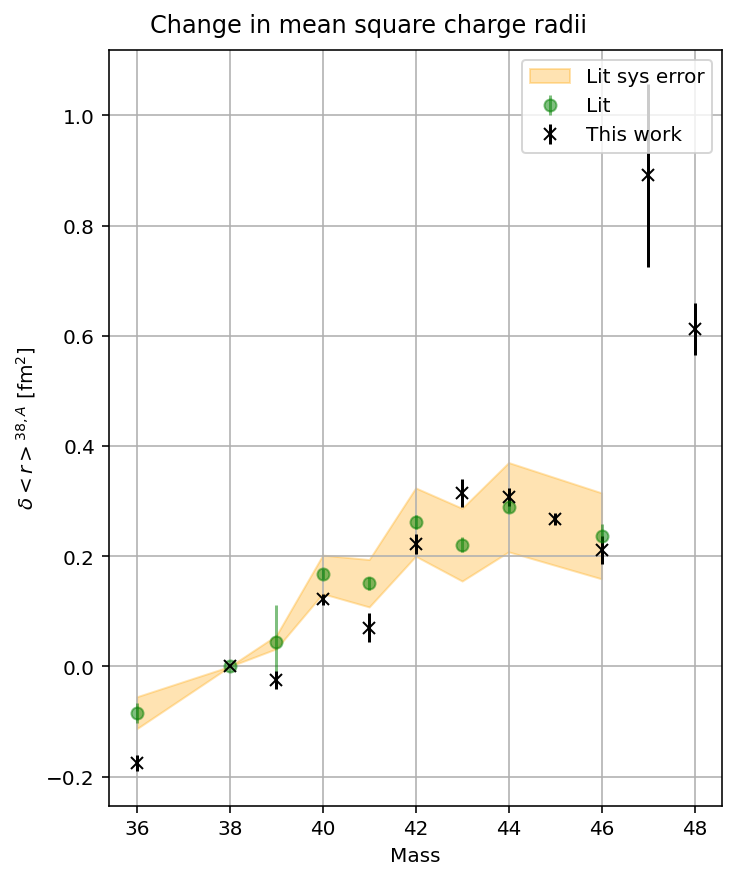 Change in mean square charge radii
Lit sys error
Lit
This work
1.0
0.8
0.6
0.4
0.2
0.0
−0.2
δ < r >^{38, A} [fm²]
36 38 40 42 44 46 48
Mass